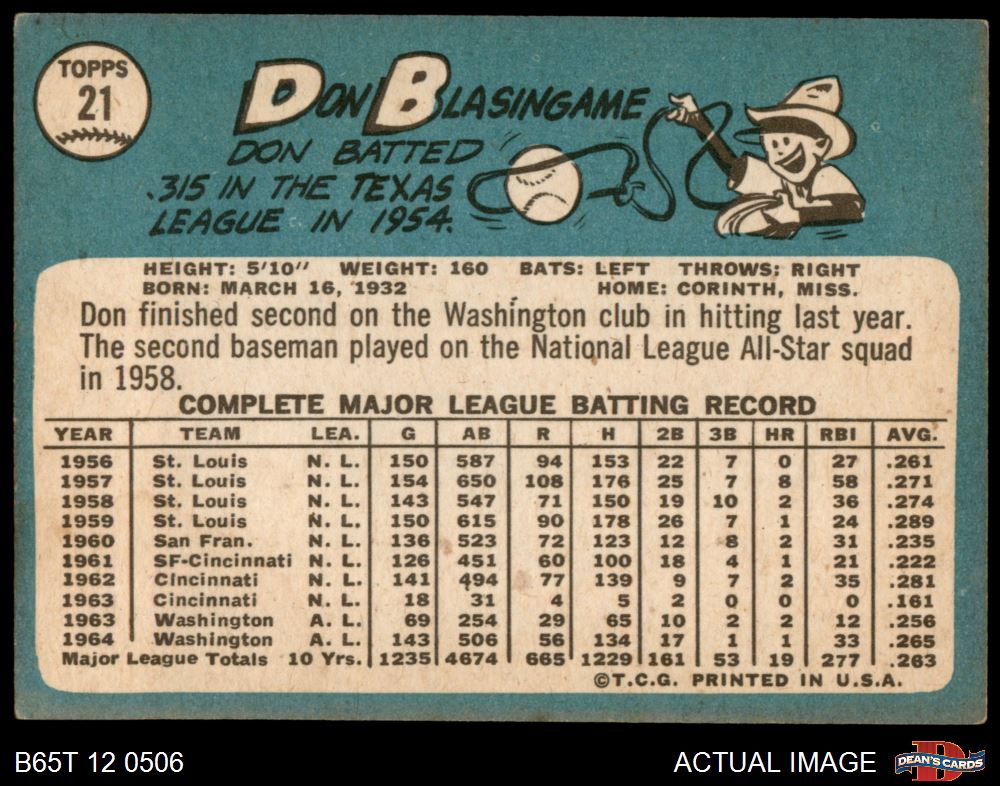 TOPPS
21
DON BLASINGAME
DON BATTED
.315 IN THE TEXAS
LEAGUE IN 1954.
HEIGHT: 5'10" WEIGHT: 160 BATS: LEFT THROWS: RIGHT
BORN: MARCH 16, 1932 HOME: CORINTH, MISS.
Don finished second on the Washington club in hitting last year.
The second baseman played on the National League All-Star squad
in 1958.
COMPLETE MAJOR LEAGUE BATTING RECORD
YEAR TEAM LEA. G AB R H 2B 3B HR RBI AVG.
1956 St. Louis N. L. 150 587 94 153 22 7 0 27 .261
1957 St. Louis N. L. 154 650 108 176 25 7 8 58 .271
1958 St. Louis N. L. 143 547 71 150 19 10 2 36 .274
1959 St. Louis N. L. 150 615 90 178 26 7 1 24 .289
1960 San Fran. N. L. 136 523 72 123 12 8 2 31 .235
1961 SF-Cincinnati N. L. 126 451 60 100 18 4 1 21 .222
1962 Cincinnati N. L. 141 494 77 139 9 7 2 35 .281
1963 Cincinnati N. L. 18 31 4 5 2 0 0 0 .161
1963 Washington A. L. 69 254 29 65 10 2 2 12 .256
1964 Washington A. L. 143 506 56 134 17 1 1 33 .265
Major League Totals 10 Yrs. 1235 4674 665 1229 161 53 19 277 .263
©T.C.G. PRINTED IN U.S.A.
B65T 12 0506
ACTUAL IMAGE
D
DEAN'S CARDS